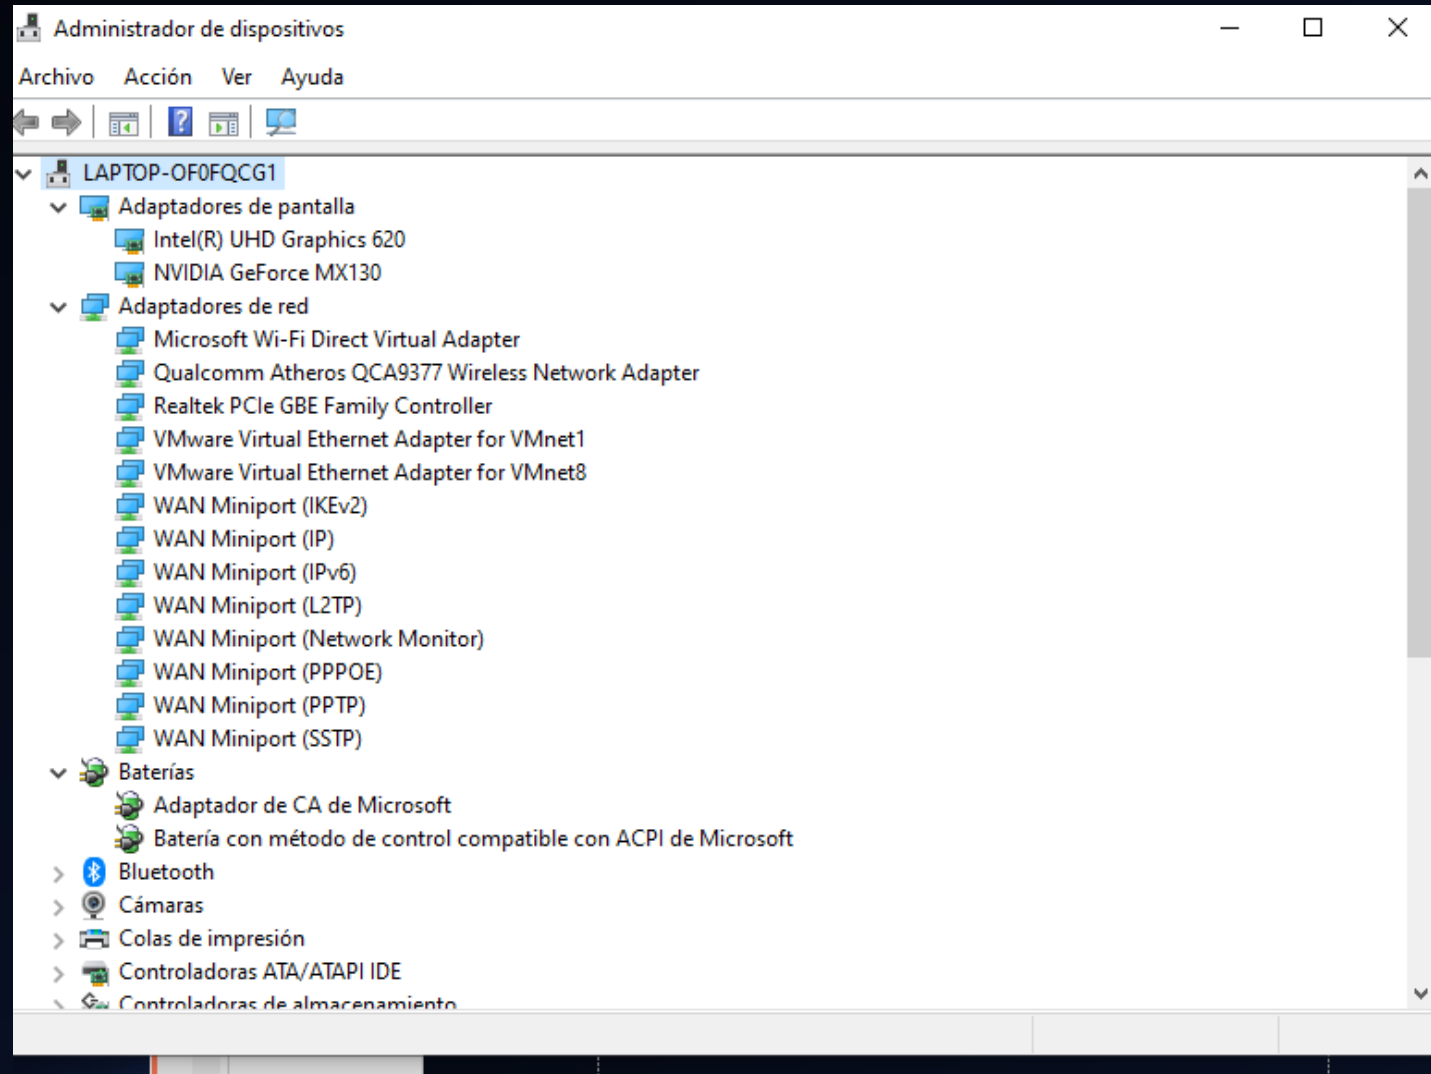 Administrador de dispositivos
Archivo Acción Ver Ayuda
?
LAPTOP-OF0FQCG1
Adaptadores de pantalla
Intel(R) UHD Graphics 620
NVIDIA GeForce MX130
Adaptadores de red
Microsoft Wi-Fi Direct Virtual Adapter
Qualcomm Atheros QCA9377 Wireless Network Adapter
Realtek PCIe GBE Family Controller
VMware Virtual Ethernet Adapter for VMnet1
VMware Virtual Ethernet Adapter for VMnet8
WAN Miniport (IKEv2)
WAN Miniport (IP)
WAN Miniport (IPv6)
WAN Miniport (L2TP)
WAN Miniport (Network Monitor)
WAN Miniport (PPPOE)
WAN Miniport (PPTP)
WAN Miniport (SSTP)
Baterías
Adaptador de CA de Microsoft
Batería con método de control compatible con ACPI de Microsoft
Bluetooth
Cámaras
Colas de impresión
Controladoras ATA/ATAPI IDE
Controladoras de almacenamiento